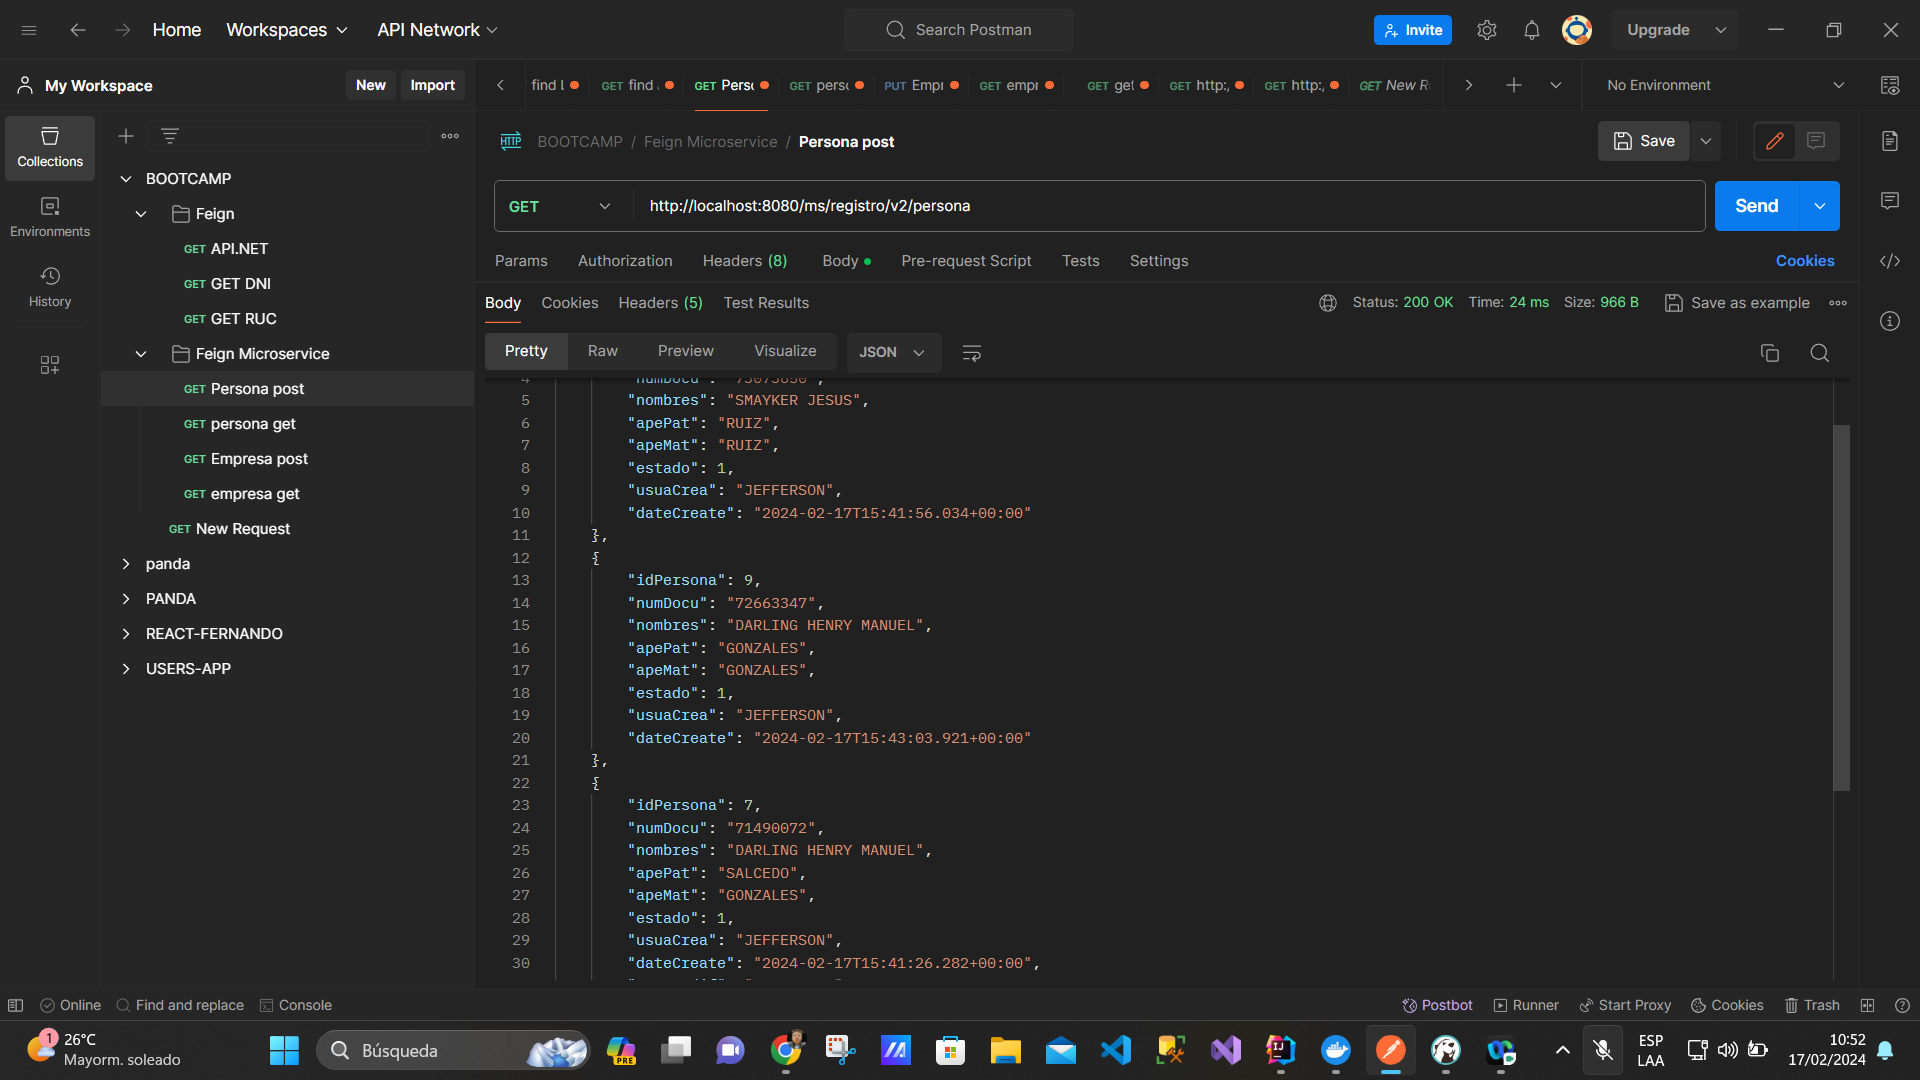 Home
Workspaces
API Network
Search Postman
Invite
Upgrade
My Workspace
New
Import
find
GET find
GET Pers
GET perso
PUT Empr
GET empr
GET get
GET http:
GET http:
GET New R
No Environment
Collections
Environments
History
BOOTCAMP
Feign
GET API.NET
GET GET DNI
GET GET RUC
Feign Microservice
GET Persona post
GET persona get
GET Empresa post
GET empresa get
GET New Request
panda
PANDA
REACT-FERNANDO
USERS-APP
HTTP BOOTCAMP / Feign Microservice / Persona post
Save
GET
http://localhost:8080/ms/registro/v2/persona
Send
Params
Authorization
Headers (8)
Body
Pre-request Script
Tests
Settings
Cookies
Body
Cookies
Headers (5)
Test Results
Status: 200 OK Time: 24 ms Size: 966 B
Save as example
Pretty
Raw
Preview
Visualize
JSON
4 "numDocu": "73073650",
5 "nombres": "SMAYKER JESUS",
6 "apePat": "RUIZ",
7 "apeMat": "RUIZ",
8 "estado": 1,
9 "usuaCrea": "JEFFERSON",
10 "dateCreate": "2024-02-17T15:41:56.034+00:00"
11 },
12 {
13 "idPersona": 9,
14 "numDocu": "72663347",
15 "nombres": "DARLING HENRY MANUEL",
16 "apePat": "GONZALES",
17 "apeMat": "GONZALES",
18 "estado": 1,
19 "usuaCrea": "JEFFERSON",
20 "dateCreate": "2024-02-17T15:43:03.921+00:00"
21 },
22 {
23 "idPersona": 7,
24 "numDocu": "71490072",
25 "nombres": "DARLING HENRY MANUEL",
26 "apePat": "SALCEDO",
27 "apeMat": "GONZALES",
28 "estado": 1,
29 "usuaCrea": "JEFFERSON",
30 "dateCreate": "2024-02-17T15:41:26.282+00:00",
Online
Find and replace
Console
Postbot
Runner
Start Proxy
Cookies
Trash
1
26°C
Mayorm. soleado
Búsqueda
PRE
ESP
LAA
10:52
17/02/2024